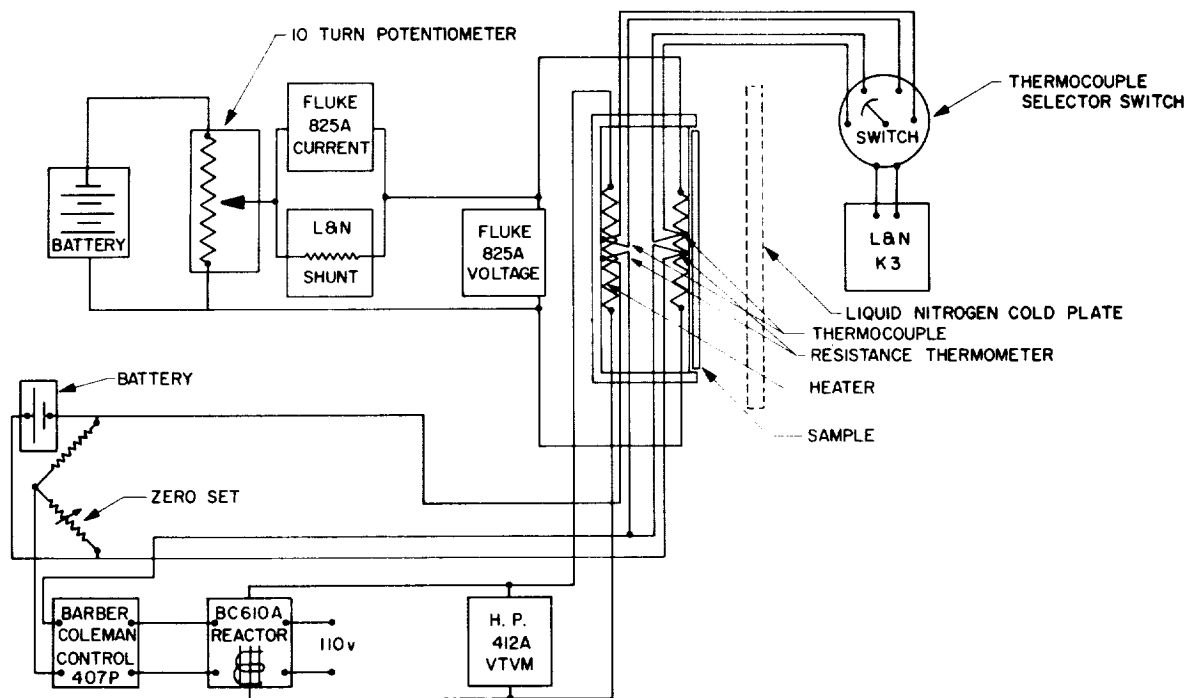 10 TURN POTENTIOMETER
FLUKE
825A
CURRENT
THERMOCOUPLE
SELECTOR SWITCH
SWITCH
BATTERY
L&N
SHUNT
FLUKE
825A
VOLTAGE
L&N
K3
LIQUID NITROGEN COLD PLATE
THERMOCOUPLE
RESISTANCE THERMOMETER
BATTERY
HEATER
SAMPLE
ZERO SET
BARBER
COLEMAN
CONTROL
407P
BC610A
REACTOR
110v
H. P.
412A
VTVM